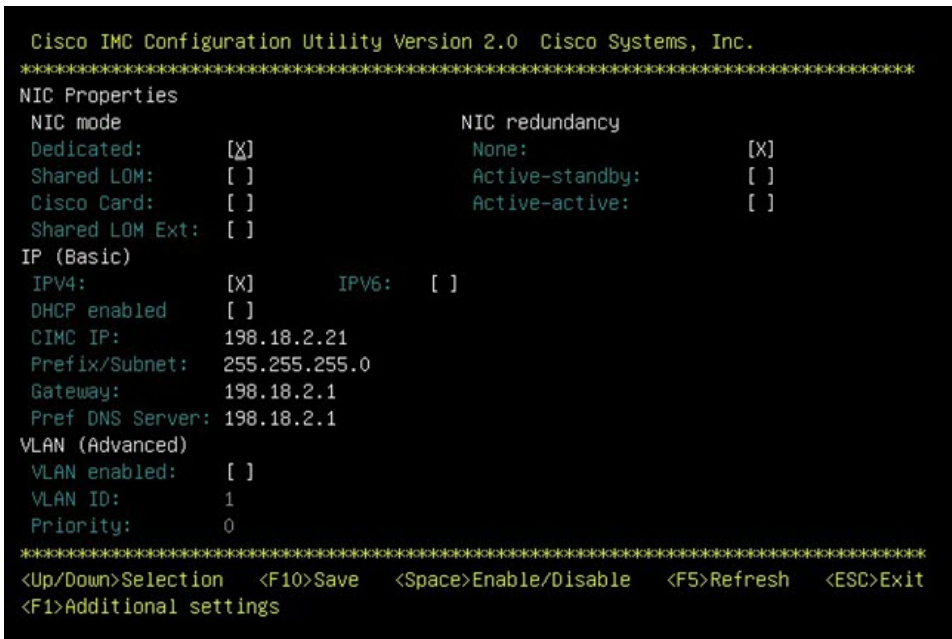 Cisco IMC Configuration Utility Version 2.0  Cisco Systems, Inc.
********************************************************************************
NIC Properties
NIC mode                              NIC redundancy
Dedicated:      [X]                    None:                  [X]
Shared LOM:     [ ]                    Active-standby:        [ ]
Cisco Card:     [ ]                    Active-active:         [ ]
Shared LOM Ext: [ ]
IP (Basic)
IPV4:           [X]       IPV6:   [ ]
DHCP enabled    [ ]
CIMC IP:        198.18.2.21
Prefix/Subnet:  255.255.255.0
Gateway:        198.18.2.1
Pref DNS Server: 198.18.2.1
VLAN (Advanced)
VLAN enabled:   [ ]
VLAN ID:        1
Priority:       0
********************************************************************************
<Up/Down>Selection   <F10>Save   <Space>Enable/Disable   <F5>Refresh   <ESC>Exit
<F1>Additional settings